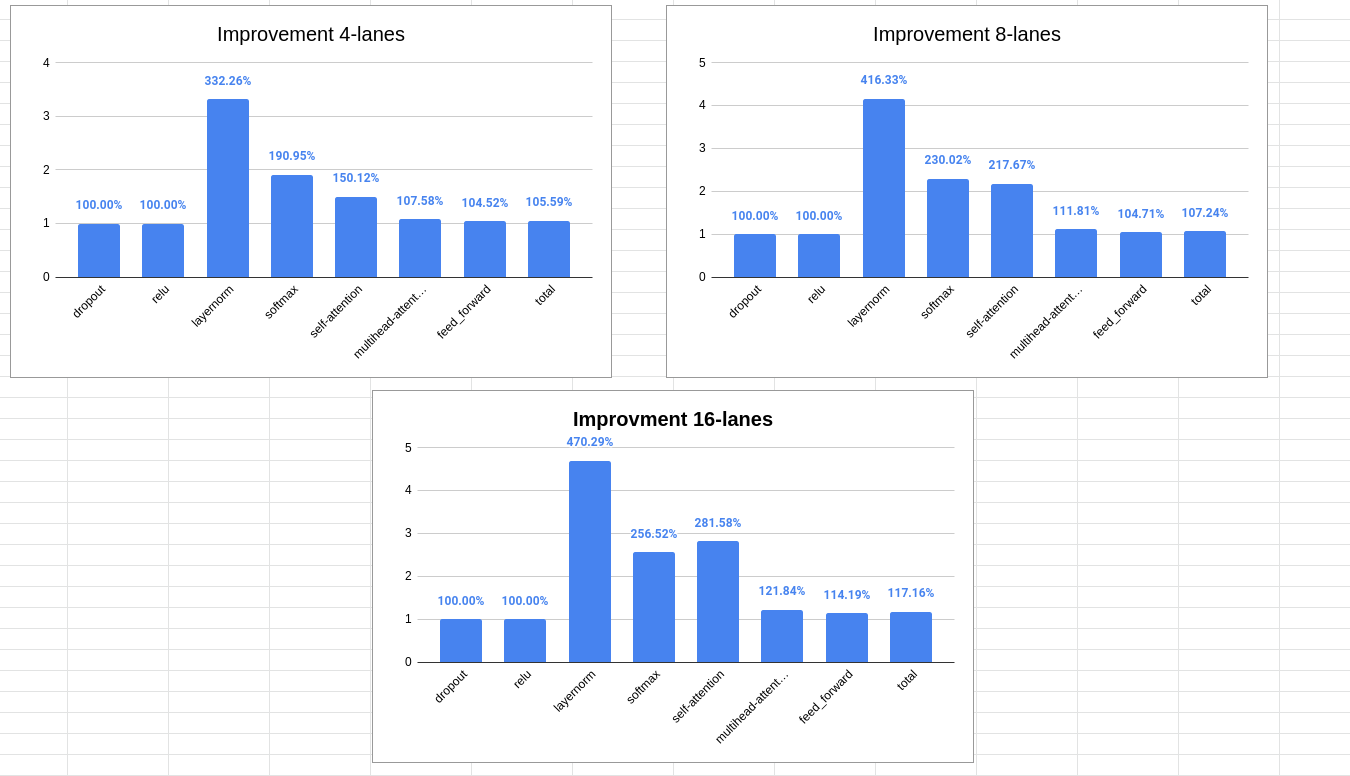 Improvement 4-lanes
4
3
2
1
0
332.26%
190.95%
150.12%
100.00% 100.00% 107.58% 104.52% 105.59%
dropout
relu
layernorm
softmax
self-attention
multihead-attent…
feed_forward
total
Improvement 8-lanes
5
4
3
2
1
0
416.33%
230.02% 217.67%
100.00% 100.00% 111.81% 104.71% 107.24%
dropout
relu
layernorm
softmax
self-attention
multihead-attent…
feed_forward
total
Improvment 16-lanes
5
4
3
2
1
0
470.29%
256.52% 281.58%
100.00% 100.00% 121.84% 114.19% 117.16%
dropout
relu
layernorm
softmax
self-attention
multihead-attent…
feed_forward
total